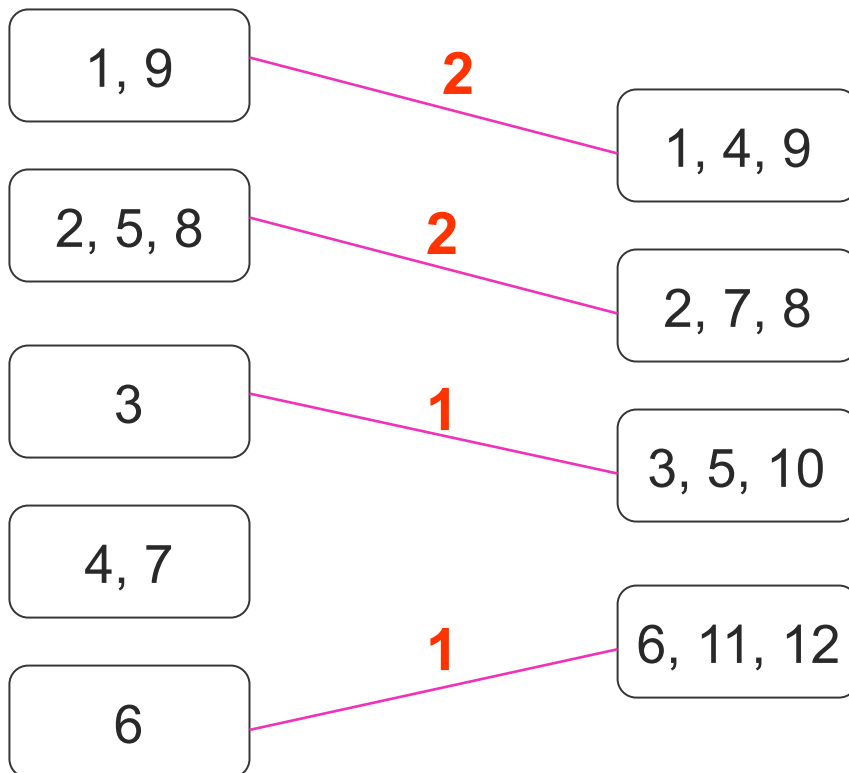 1, 9
2
1, 4, 9
2, 5, 8
2
2, 7, 8
3
1
3, 5, 10
4, 7
1
6, 11, 12
6